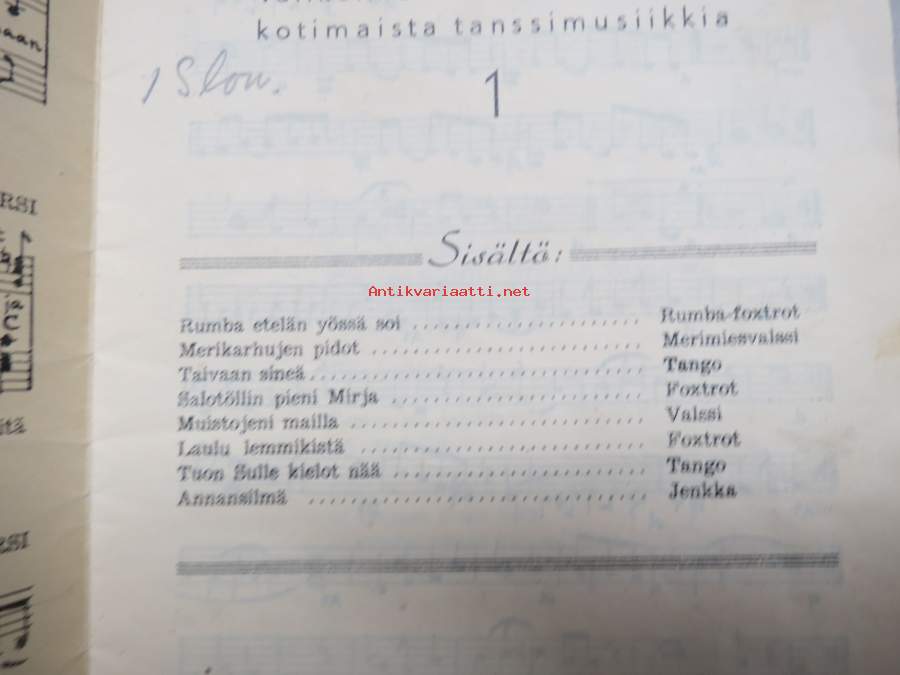 kotimaista tanssimusiikkia
1 Slow.
1
Sisältö:
Antikvariaatti.net
Rumba etelän yössä soi ........................ Rumba-foxtrot
Merikarhujen pidot ............................ Merimiesvalssi
Taivaan sineä .................................. Tango
Salotöllin pieni Mirja ......................... Foxtrot
Muistojeni mailla .............................. Valssi
Laulu lemmikistä .............................. Foxtrot
Tuon Sulle kielot nää .......................... Tango
Annansilmä .................................. Jenkka